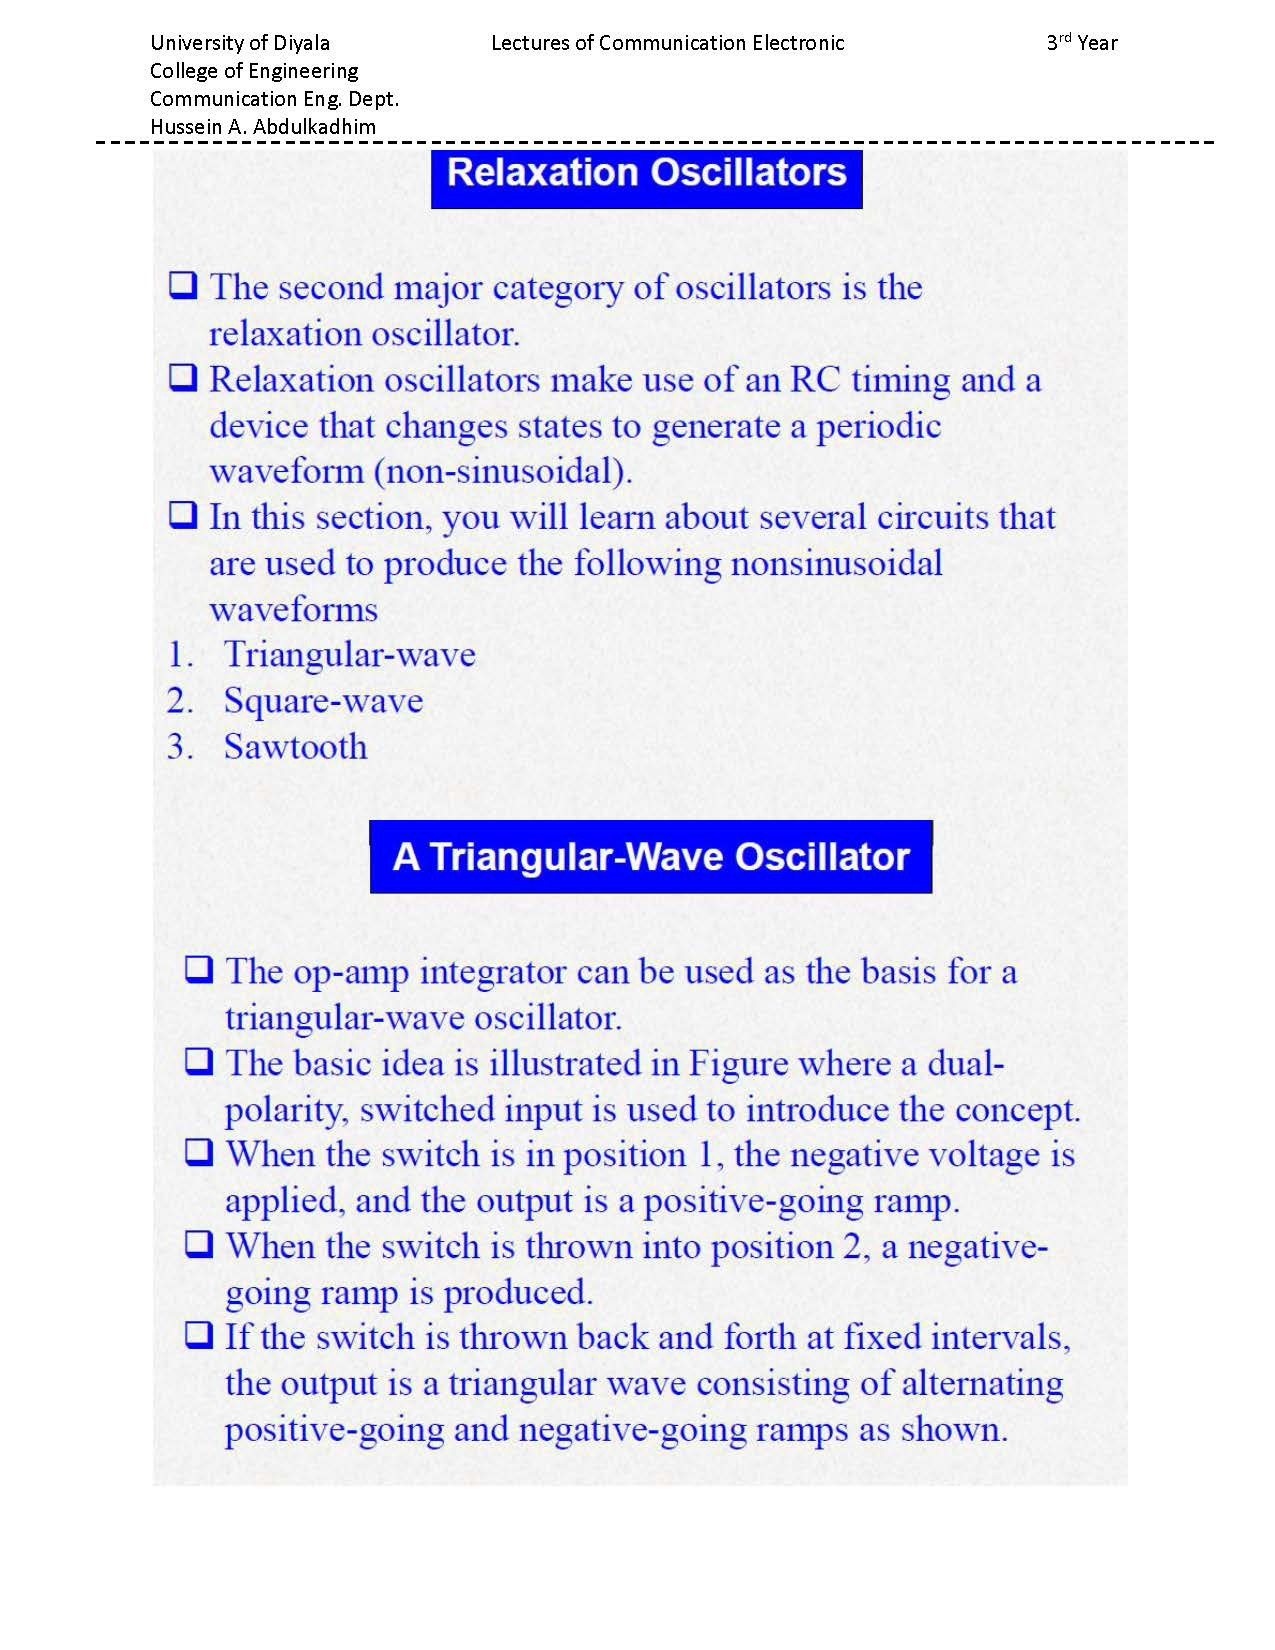 University of Diyala Lectures of Communication Electronic 3rd Year
College of Engineering
Communication Eng. Dept.
Hussein A. Abdulkadhim
Relaxation Oscillators
❑ The second major category of oscillators is the
relaxation oscillator.
❑ Relaxation oscillators make use of an RC timing and a
device that changes states to generate a periodic
waveform (non-sinusoidal).
❑ In this section, you will learn about several circuits that
are used to produce the following nonsinusoidal
waveforms
1. Triangular-wave
2. Square-wave
3. Sawtooth
A Triangular-Wave Oscillator
❑ The op-amp integrator can be used as the basis for a
triangular-wave oscillator.
❑ The basic idea is illustrated in Figure where a dual-
polarity, switched input is used to introduce the concept.
❑ When the switch is in position 1, the negative voltage is
applied, and the output is a positive-going ramp.
❑ When the switch is thrown into position 2, a negative-
going ramp is produced.
❑ If the switch is thrown back and forth at fixed intervals,
the output is a triangular wave consisting of alternating
positive-going and negative-going ramps as shown.